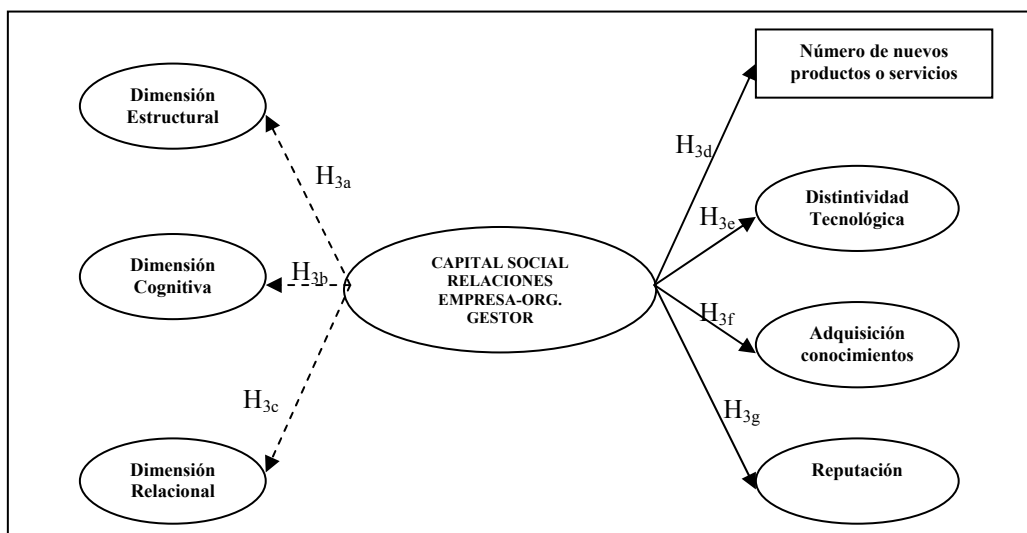 Dimensión
Estructural
H3a
Dimensión
Cognitiva
H3b
Dimensión
Relacional
H3c
CAPITAL SOCIAL
RELACIONES
EMPRESA-ORG.
GESTOR
Número de nuevos
productos o servicios
H3d
Distintividad
Tecnológica
H3e
Adquisición
conocimientos
H3f
Reputación
H3g